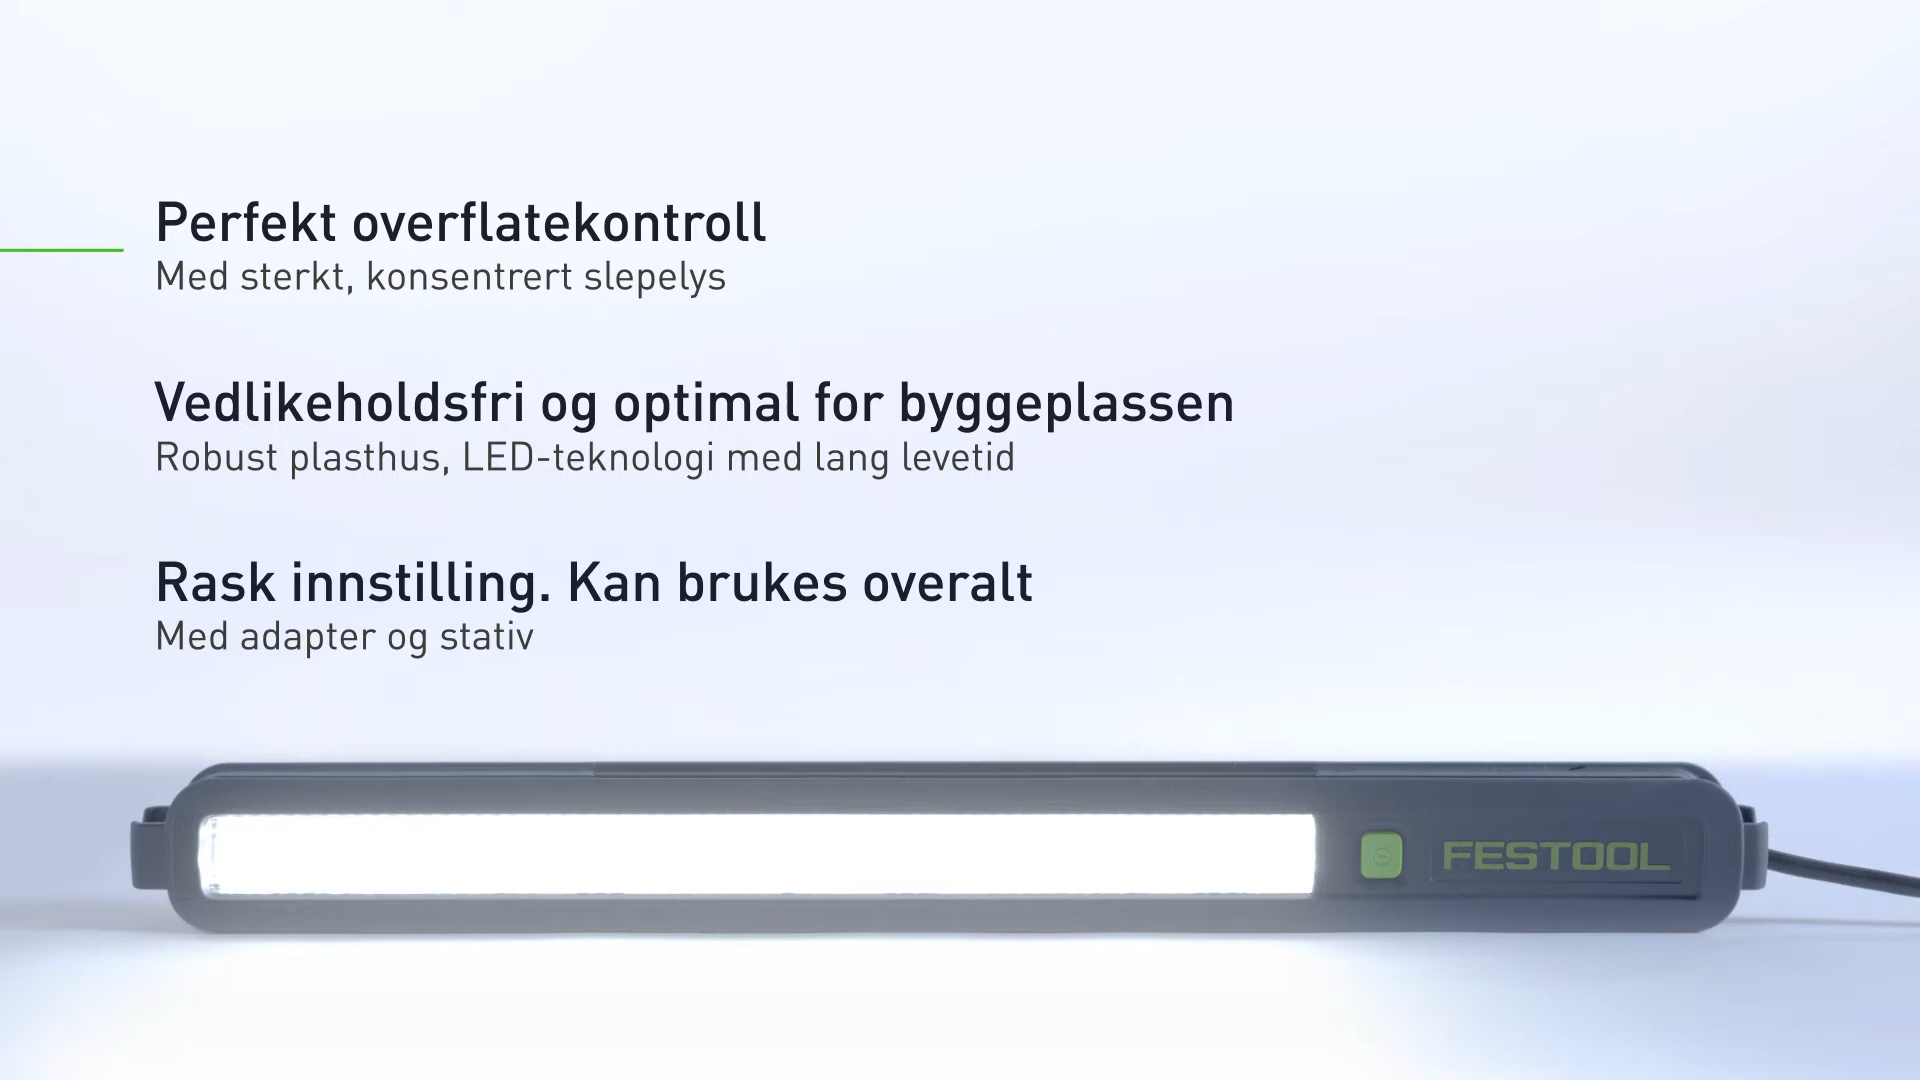 Perfekt overflatekontroll
Med sterkt, konsentrert slepelys
Vedlikeholdsfri og optimal for byggeplassen
Robust plasthus, LED-teknologi med lang levetid
Rask innstilling. Kan brukes overalt
Med adapter og stativ
FESTOOL